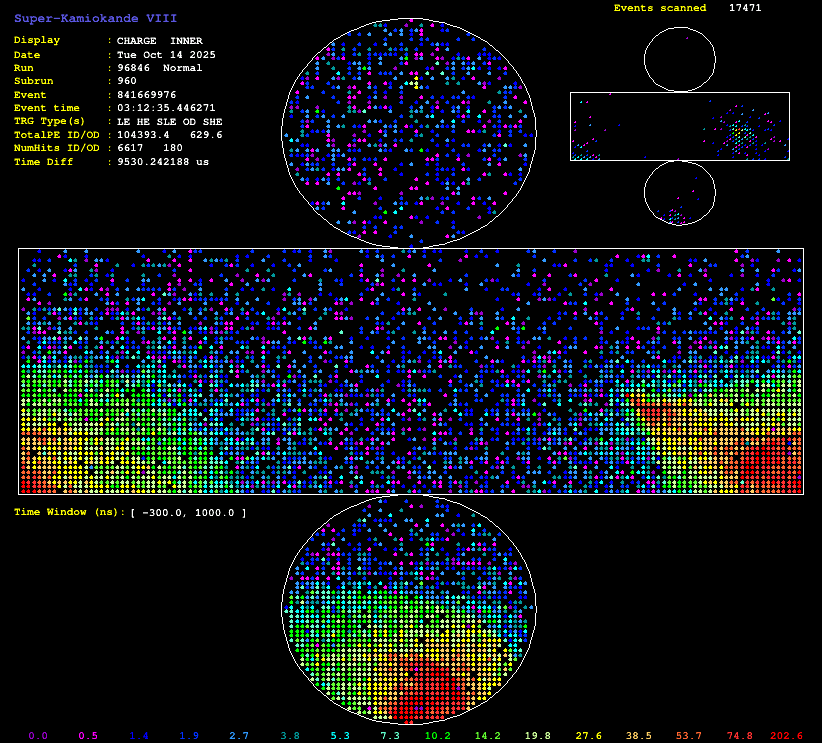 Super-Kamiokande VIII
Events scanned 17471
Display : CHARGE INNER
Date : Tue Oct 14 2025
Run : 96846 Normal
Subrun : 960
Event : 841669976
Event time : 03:12:35.446271
TRG Type(s) : LE HE SLE OD SHE
TotalPE ID/OD : 104393.4 629.6
NumHits ID/OD : 6617 180
Time Diff : 9530.242188 us
Time Window (ns): [ -300.0, 1000.0 ]
0.0 0.5 1.4 1.9 2.7 3.8 5.3 7.3 10.2 14.2 19.8 27.6 38.5 53.7 74.8 202.6